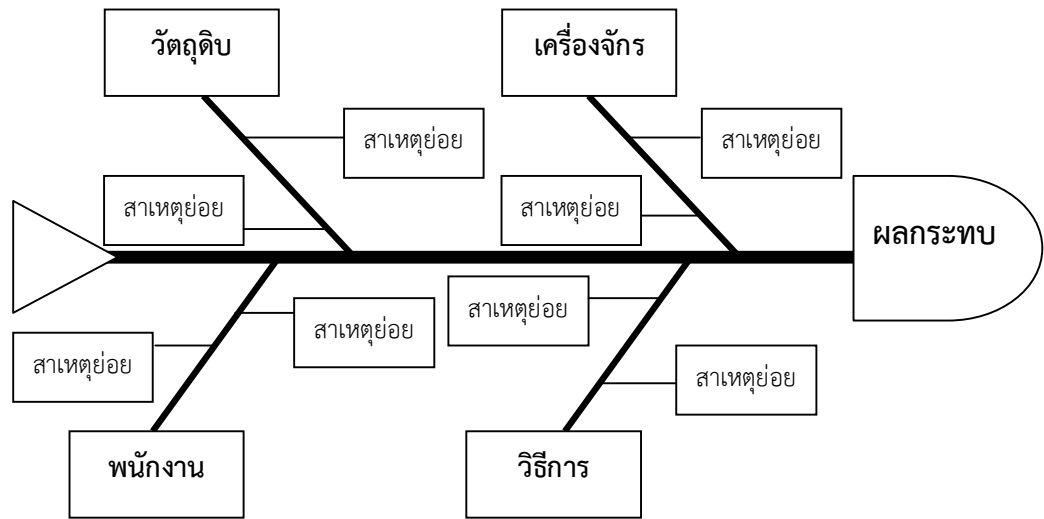 วัตถุดิบ
เครื่องจักร
สาเหตุย่อย
สาเหตุย่อย
สาเหตุย่อย
สาเหตุย่อย
ผลกระทบ
สาเหตุย่อย
สาเหตุย่อย
สาเหตุย่อย
สาเหตุย่อย
พนักงาน
วิธีการ